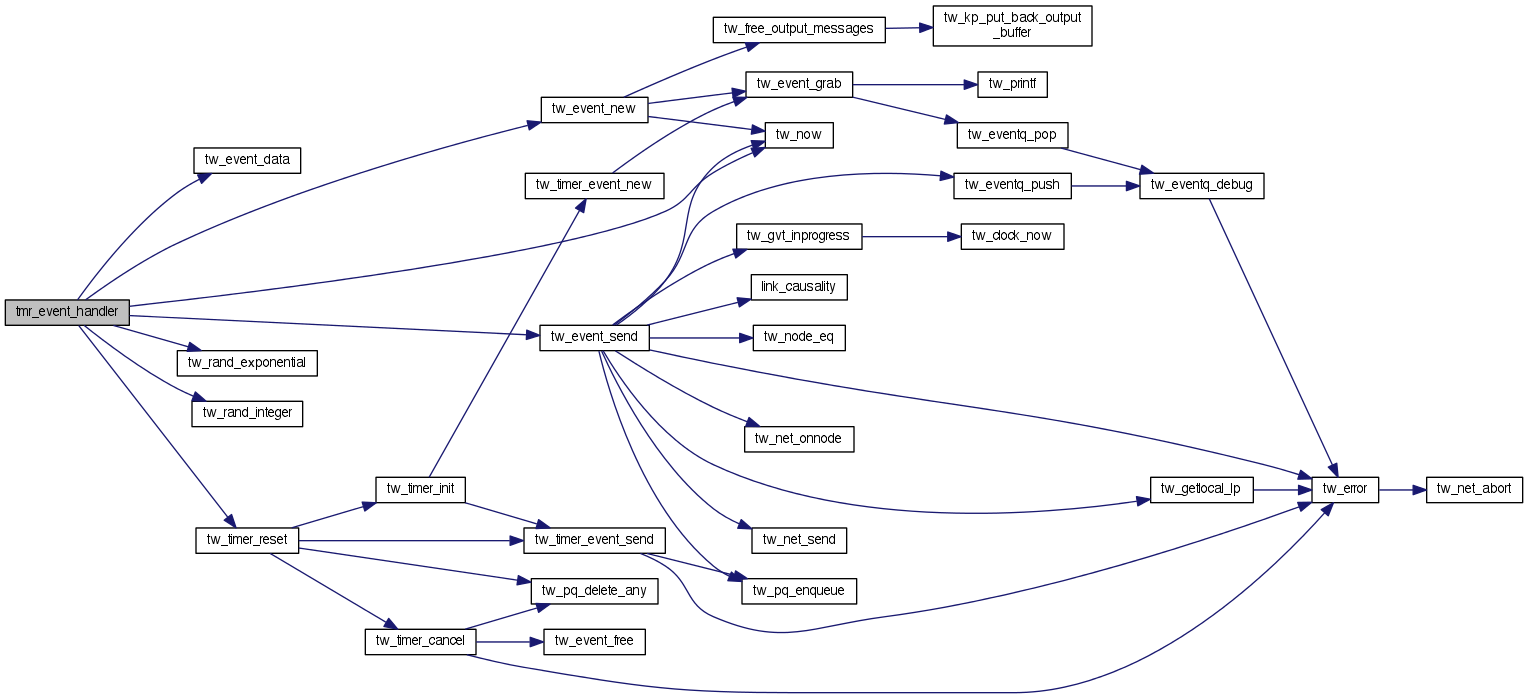 tw_kp_put_back_output
_buffer
tw_free_output_messages
tw_event_grab
tw_printf
tw_event_new
tw_now
tw_eventq_pop
tw_event_data
tw_timer_event_new
tw_eventq_push
tw_eventq_debug
tw_gvt_inprogress
tw_clock_now
link_causality
tmr_event_handler
tw_event_send
tw_node_eq
tw_rand_exponential
tw_rand_integer
tw_net_onnode
tw_timer_init
tw_getlocal_lp
tw_error
tw_net_abort
tw_timer_reset
tw_timer_event_send
tw_net_send
tw_pq_delete_any
tw_pq_enqueue
tw_timer_cancel
tw_event_free